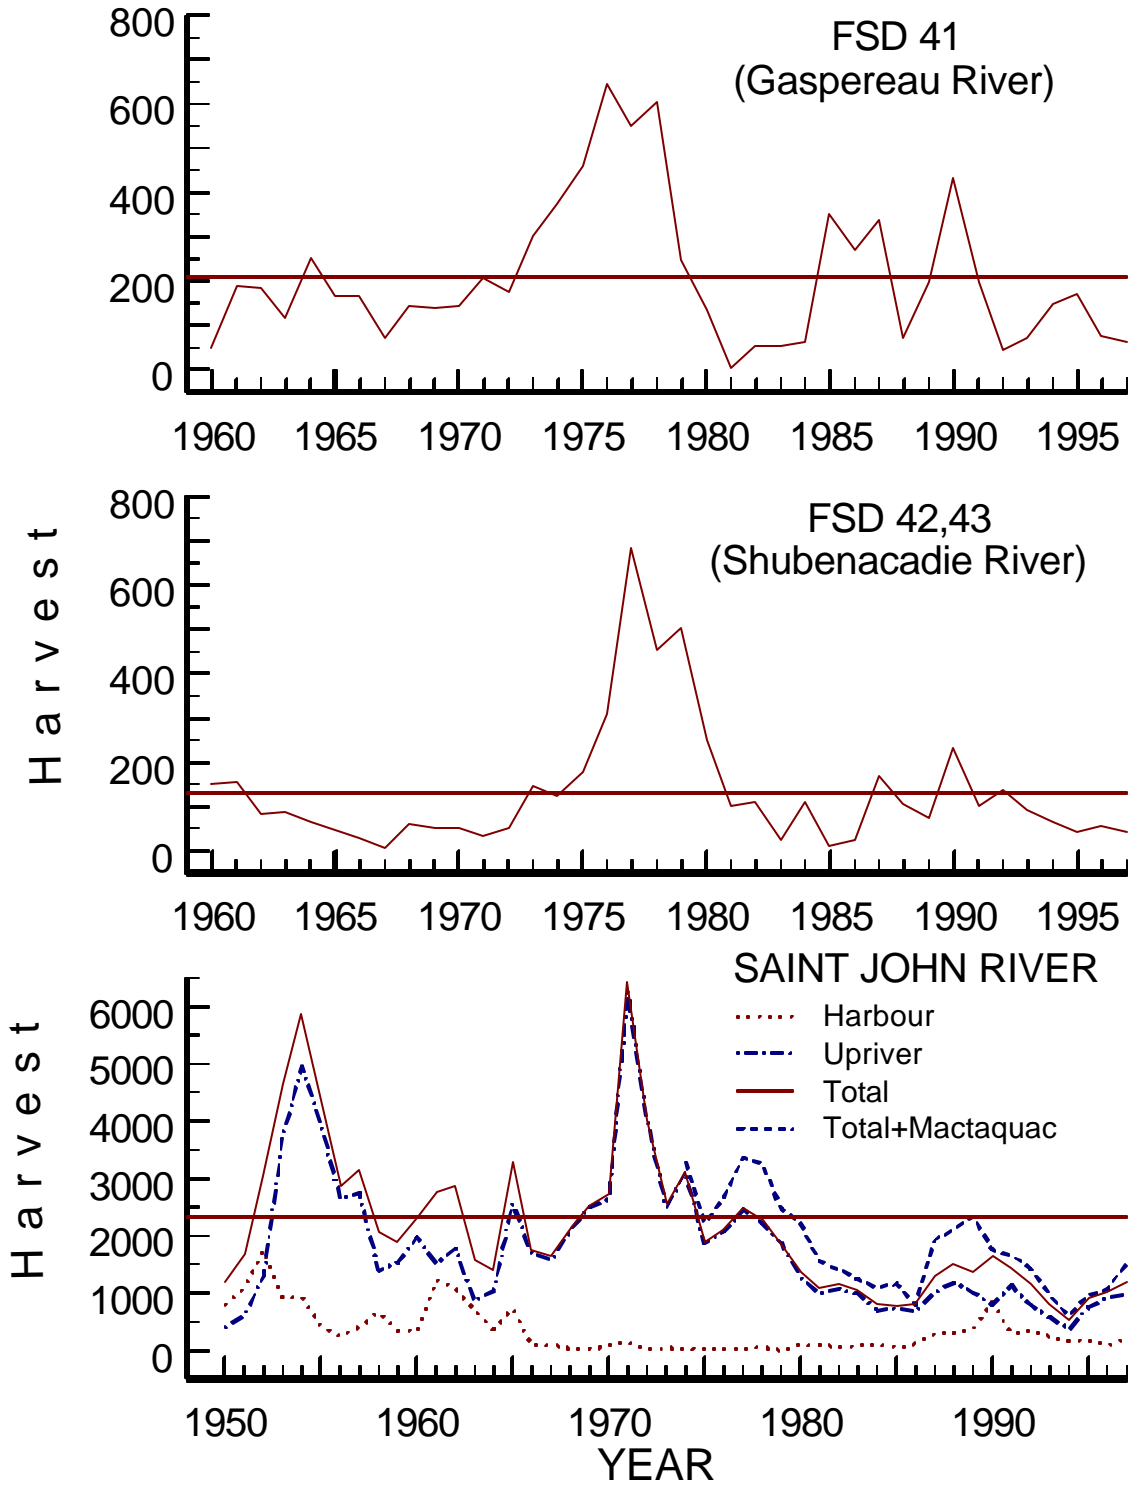 800
600
400
200
0
FSD 41
(Gaspereau River)
1960 1965 1970 1975 1980 1985 1990 1995
Harvest
800
600
400
200
0
FSD 42,43
(Shubenacadie River)
1960 1965 1970 1975 1980 1985 1990 1995
Harvest
6000
5000
4000
3000
2000
1000
0
SAINT JOHN RIVER
Harbour
Upriver
Total
Total+Mactaquac
1950 1960 1970 1980 1990
YEAR